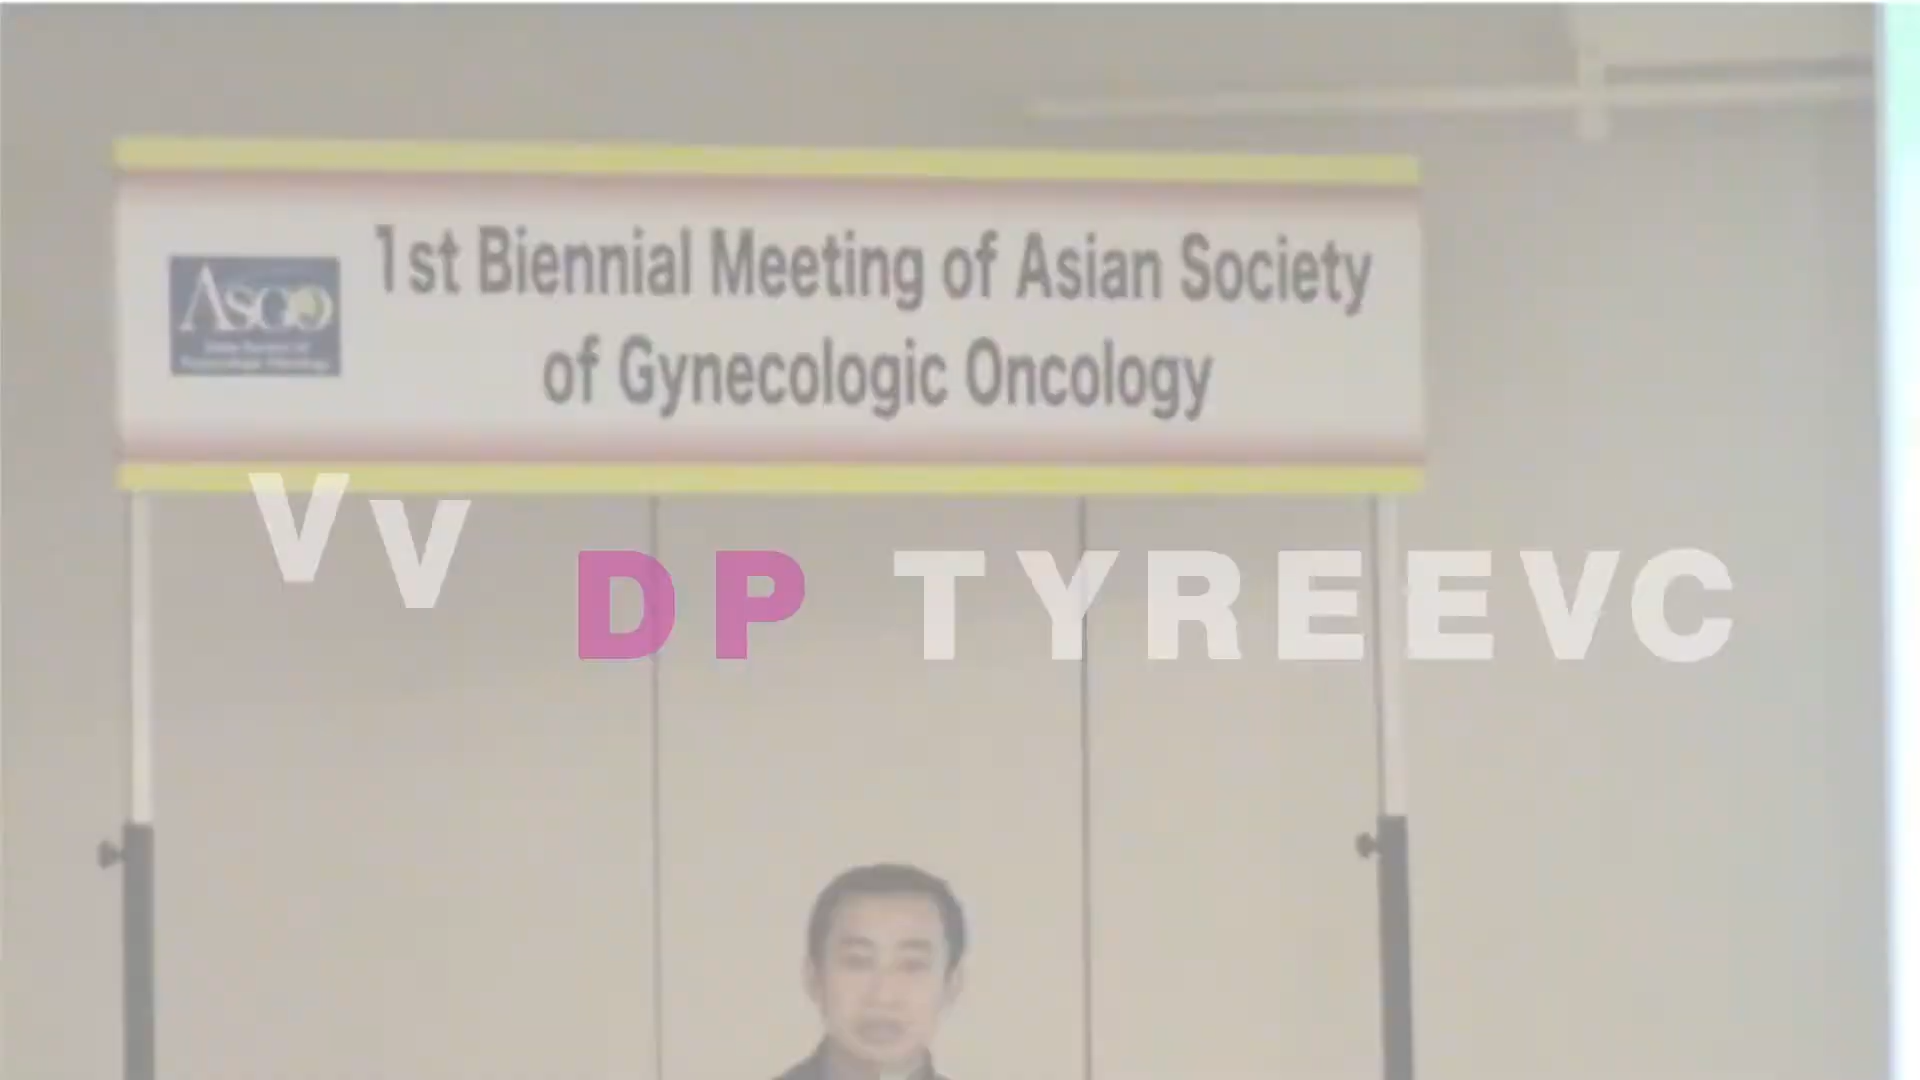 1st Biennial Meeting of Asian Society
ASGO
of Gynecologic Oncology
VV DP TYREEVC